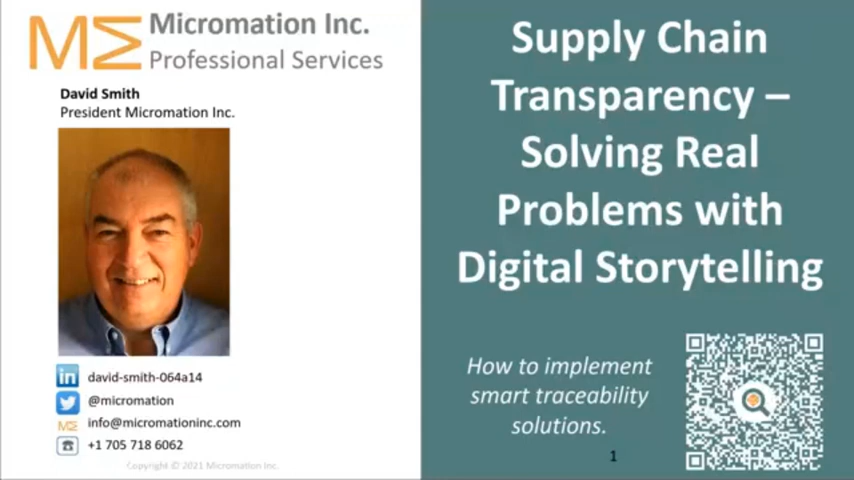 Micromation Inc.
Professional Services
David Smith
President Micromation Inc.
in david-smith-064a14
@micromation
info@micromationinc.com
+1 705 718 6062
Copyright © 2021 Micromation Inc.
Supply Chain
Transparency –
Solving Real
Problems with
Digital Storytelling
How to implement
smart traceability
solutions.
1